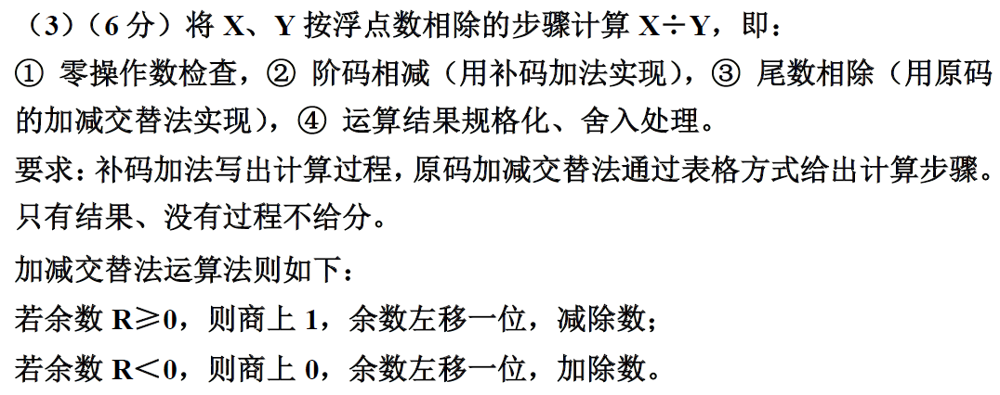 （3）（6 分）将 X、Y 按浮点数相除的步骤计算 X÷Y，即：
① 零操作数检查，② 阶码相减（用补码加法实现），③ 尾数相除（用原码
的加减交替法实现），④ 运算结果规格化、舍入处理。
要求：补码加法写出计算过程，原码加减交替法通过表格方式给出计算步骤。
只有结果、没有过程不给分。
加减交替法运算法则如下：
若余数 R≥0，则商上 1，余数左移一位，减除数；
若余数 R＜0，则商上 0，余数左移一位，加除数。